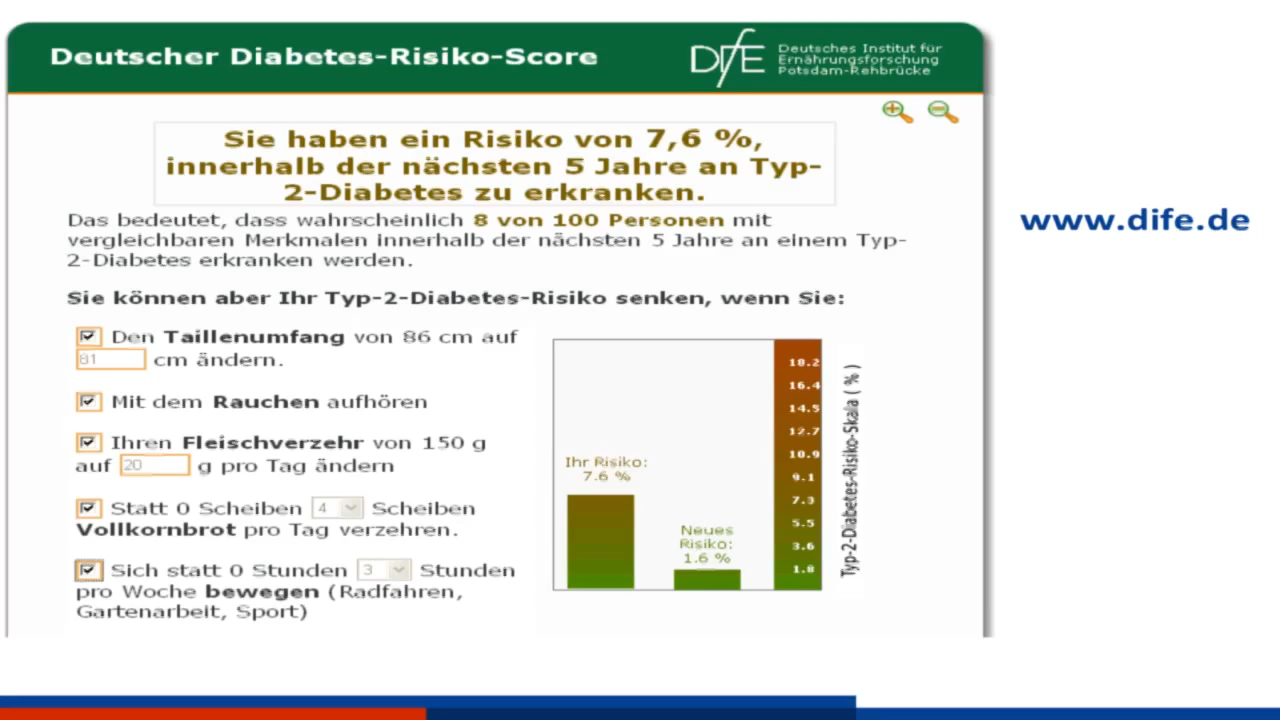 Deutscher Diabetes-Risiko-Score
DIfE
Deutsches Institut für
Ernährungsforschung
Potsdam-Rehbrücke
Sie haben ein Risiko von 7,6 %,
innerhalb der nächsten 5 Jahre an Typ-
2-Diabetes zu erkranken.
www.dife.de
Das bedeutet, dass wahrscheinlich 8 von 100 Personen mit
vergleichbaren Merkmalen innerhalb der nächsten 5 Jahre an einem Typ-
2-Diabetes erkranken werden.
Sie können aber Ihr Typ-2-Diabetes-Risiko senken, wenn Sie:
Den Taillenumfang von 86 cm auf
81 cm ändern.
Mit dem Rauchen aufhören
Ihren Fleischverzehr von 150 g
auf 20 g pro Tag ändern
Statt 0 Scheiben 4 Scheiben
Vollkornbrot pro Tag verzehren.
Sich statt 0 Stunden 3 Stunden
pro Woche bewegen (Radfahren,
Gartenarbeit, Sport)
Ihr Risiko:
7.6 %
Neues
Risiko:
1.6 %
18.2
16.4
14.5
12.7
10.9
9.1
7.3
5.5
3.6
1.8
Typ-2-Diabetes-Risiko-Skala ( % )